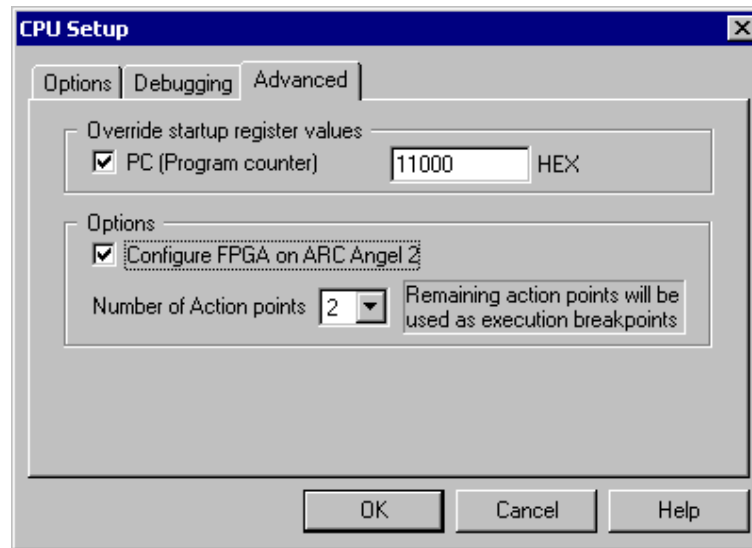 CPU Setup
Options Debugging Advanced
Override startup register values
PC (Program counter) 11000 HEX
Options
Configure FPGA on ARC Angel 2
Number of Action points 2 Remaining action points will be
used as execution breakpoints
OK Cancel Help